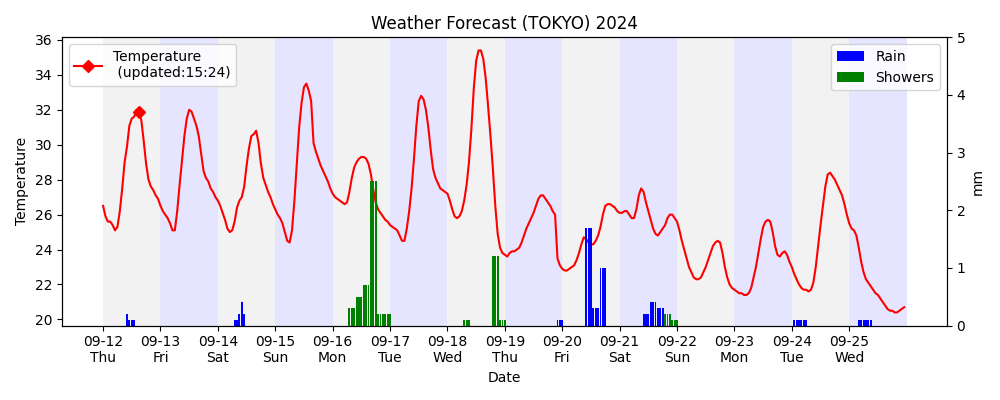 Weather Forecast (TOKYO) 2024
36
34
32
30
28
26
24
22
20
Temperature
Temperature
(updated:15:24)
Rain
Showers
5
4
3
2
1
0
mm
09-12 09-13 09-14 09-15 09-16 09-17 09-18 09-19 09-20 09-21 09-22 09-23 09-24 09-25
Thu Fri Sat Sun Mon Tue Wed Thu Fri Sat Sun Mon Tue Wed
Date